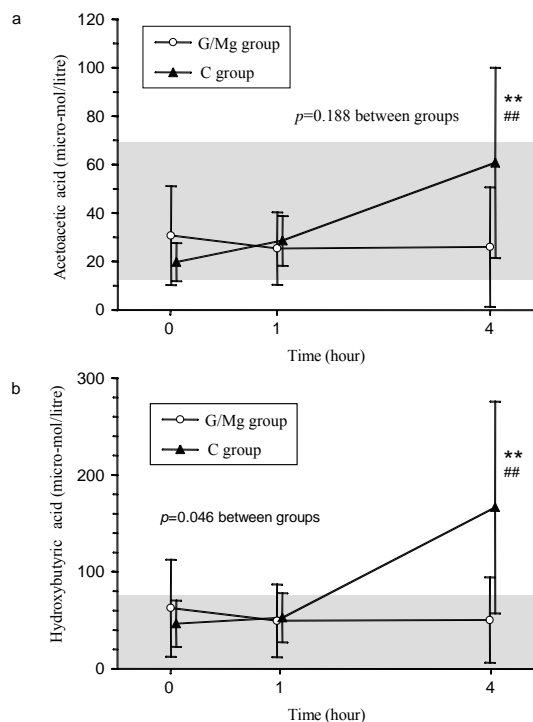 a
120
100
80
60
40
20
0
Acetoacetic acid (micro-mol/litre)
G/Mg group
C group
p=0.188 between groups
**
##
0 1 4
Time (hour)
b
300
200
100
0
Hydroxybutyric acid (micro-mol/litre)
G/Mg group
C group
p=0.046 between groups
**
##
0 1 4
Time (hour)